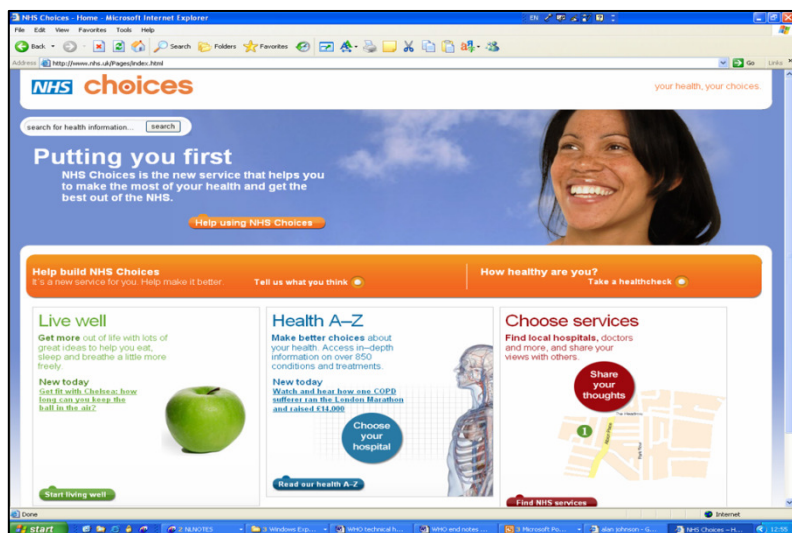 NHS Choices - Home - Microsoft Internet Explorer
EN
File Edit View Favorites Tools Help
Back Search Folders Favorites
Address http://www.nhs.uk/Pages/index.html Go Links
NHS choices
your health, your choices.
search for health information... search
Putting you first
NHS Choices is the new service that helps you
to make the most of your health and get the
best out of the NHS.
Help using NHS Choices
Help build NHS Choices
It's a new service for you. Help make it better.
Tell us what you think
How healthy are you?
Take a healthcheck
Live well
Get more out of life with lots of
great ideas to help you eat,
sleep and breathe a little more
freely.
New today
Get fit with Chelsea: how
long can you keep the
ball in the air?
Start living well
Health A–Z
Make better choices about
your health. Access in–depth
information on over 850
conditions and treatments.
New today
Watch and hear how one COPD
sufferer ran the London Marathon
and raised £14,000
Choose
your
hospital
Read our health A–Z
Choose services
Find local hospitals, doctors
and more, and share your
views with others.
Share
your
thoughts
1
Find NHS services
Done
Internet
start
2 NLNOTES
3 Windows Exp...
WHO technical h...
WHO end notes ...
3 Microsoft Po...
alan johnson - G...
NHS Choices – H...
12:55